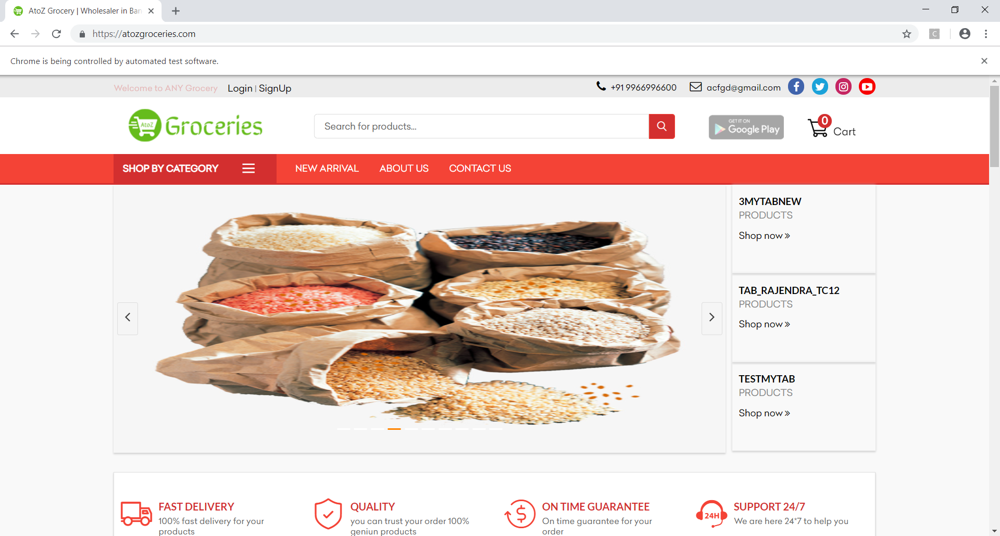 AtoZ Grocery | Wholesaler in Ban
https://atozgroceries.com
C
Chrome is being controlled by automated test software.
Welcome to ANY Grocery Login | SignUp +91 9966996600 acfgd@gmail.com
AtoZ Groceries
Search for products...
GET IT ON
Google Play
0
Cart
SHOP BY CATEGORY NEW ARRIVAL ABOUT US CONTACT US
3MYTABNEW
PRODUCTS
Shop now »
TAB_RAJENDRA_TC12
PRODUCTS
Shop now »
TESTMYTAB
PRODUCTS
Shop now »
FAST DELIVERY
100% fast delivery for your
products
QUALITY
you can trust your order 100%
geniun products
ON TIME GUARANTEE
On time guarantee for your
order
24H
SUPPORT 24/7
We are here 24*7 to help you